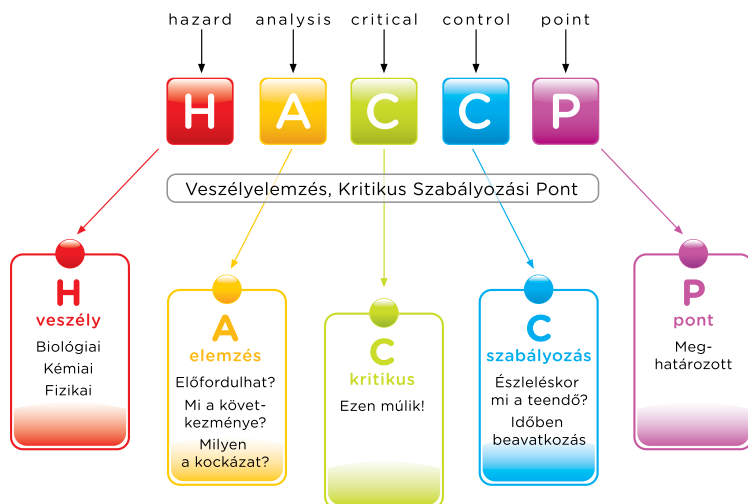 hazard analysis critical control point
H A C C P
Veszélyelemzés, Kritikus Szabályozási Pont
H
veszély
Biológiai
Kémiai
Fizikai
A
elemzés
Előfordulhat?
Mi a követ-
kezménye?
Milyen
a kockázat?
C
kritikus
Ezen múlik!
C
szabályozás
Észleléskor
mi a teendő?
Időben
beavatkozás
P
pont
Meg-
határozott